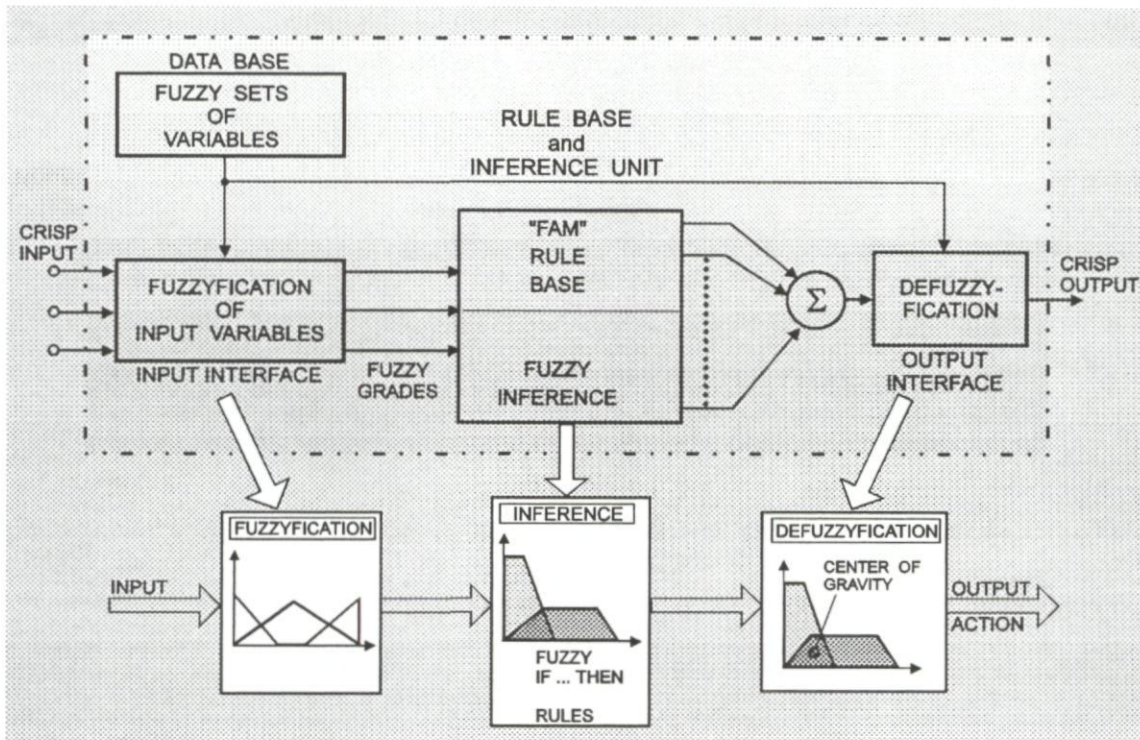 DATA BASE
FUZZY SETS
OF
VARIABLES
RULE BASE
and
INFERENCE UNIT
CRISP
INPUT
FUZZYFICATION
OF
INPUT VARIABLES
INPUT INTERFACE
FUZZY
GRADES
"FAM"
RULE
BASE
FUZZY
INFERENCE
Σ
DEFUZZY-
FICATION
OUTPUT
INTERFACE
CRISP
OUTPUT
INPUT
FUZZYFICATION
INFERENCE
FUZZY
IF ... THEN
RULES
DEFUZZYFICATION
CENTER OF
GRAVITY
OUTPUT
ACTION